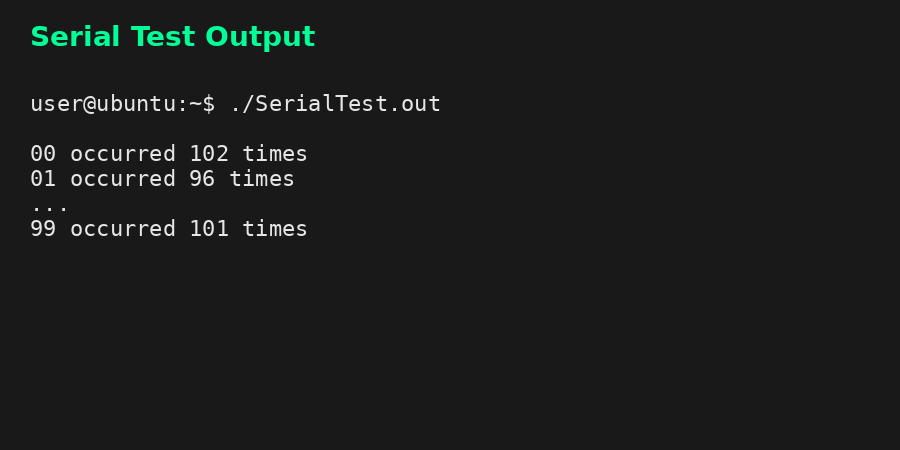 Serial Test Output
user@ubuntu:~$ ./SerialTest.out
00 occurred 102 times
01 occurred 96 times
...
99 occurred 101 times